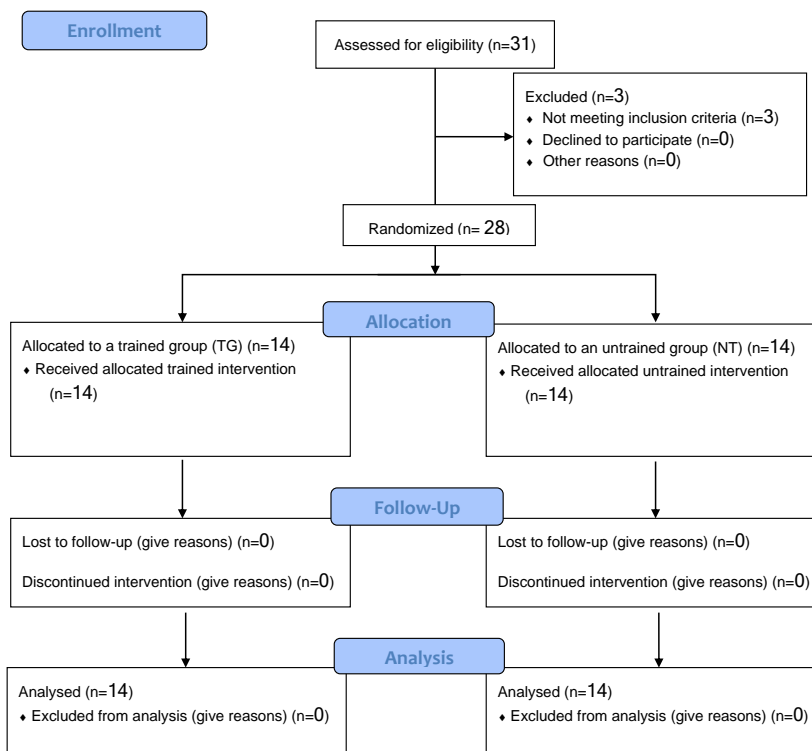 Enrollment
Assessed for eligibility (n=31)
Excluded (n=3)
♦ Not meeting inclusion criteria (n=3)
♦ Declined to participate (n=0)
♦ Other reasons (n=0)
Randomized (n= 28)
Allocation
Allocated to a trained group (TG) (n=14)
♦ Received allocated trained intervention
(n=14)
Allocated to an untrained group (NT) (n=14)
♦ Received allocated untrained intervention
(n=14)
Follow-Up
Lost to follow-up (give reasons) (n=0)
Discontinued intervention (give reasons) (n=0)
Lost to follow-up (give reasons) (n=0)
Discontinued intervention (give reasons) (n=0)
Analysis
Analysed (n=14)
♦ Excluded from analysis (give reasons) (n=0)
Analysed (n=14)
♦ Excluded from analysis (give reasons) (n=0)